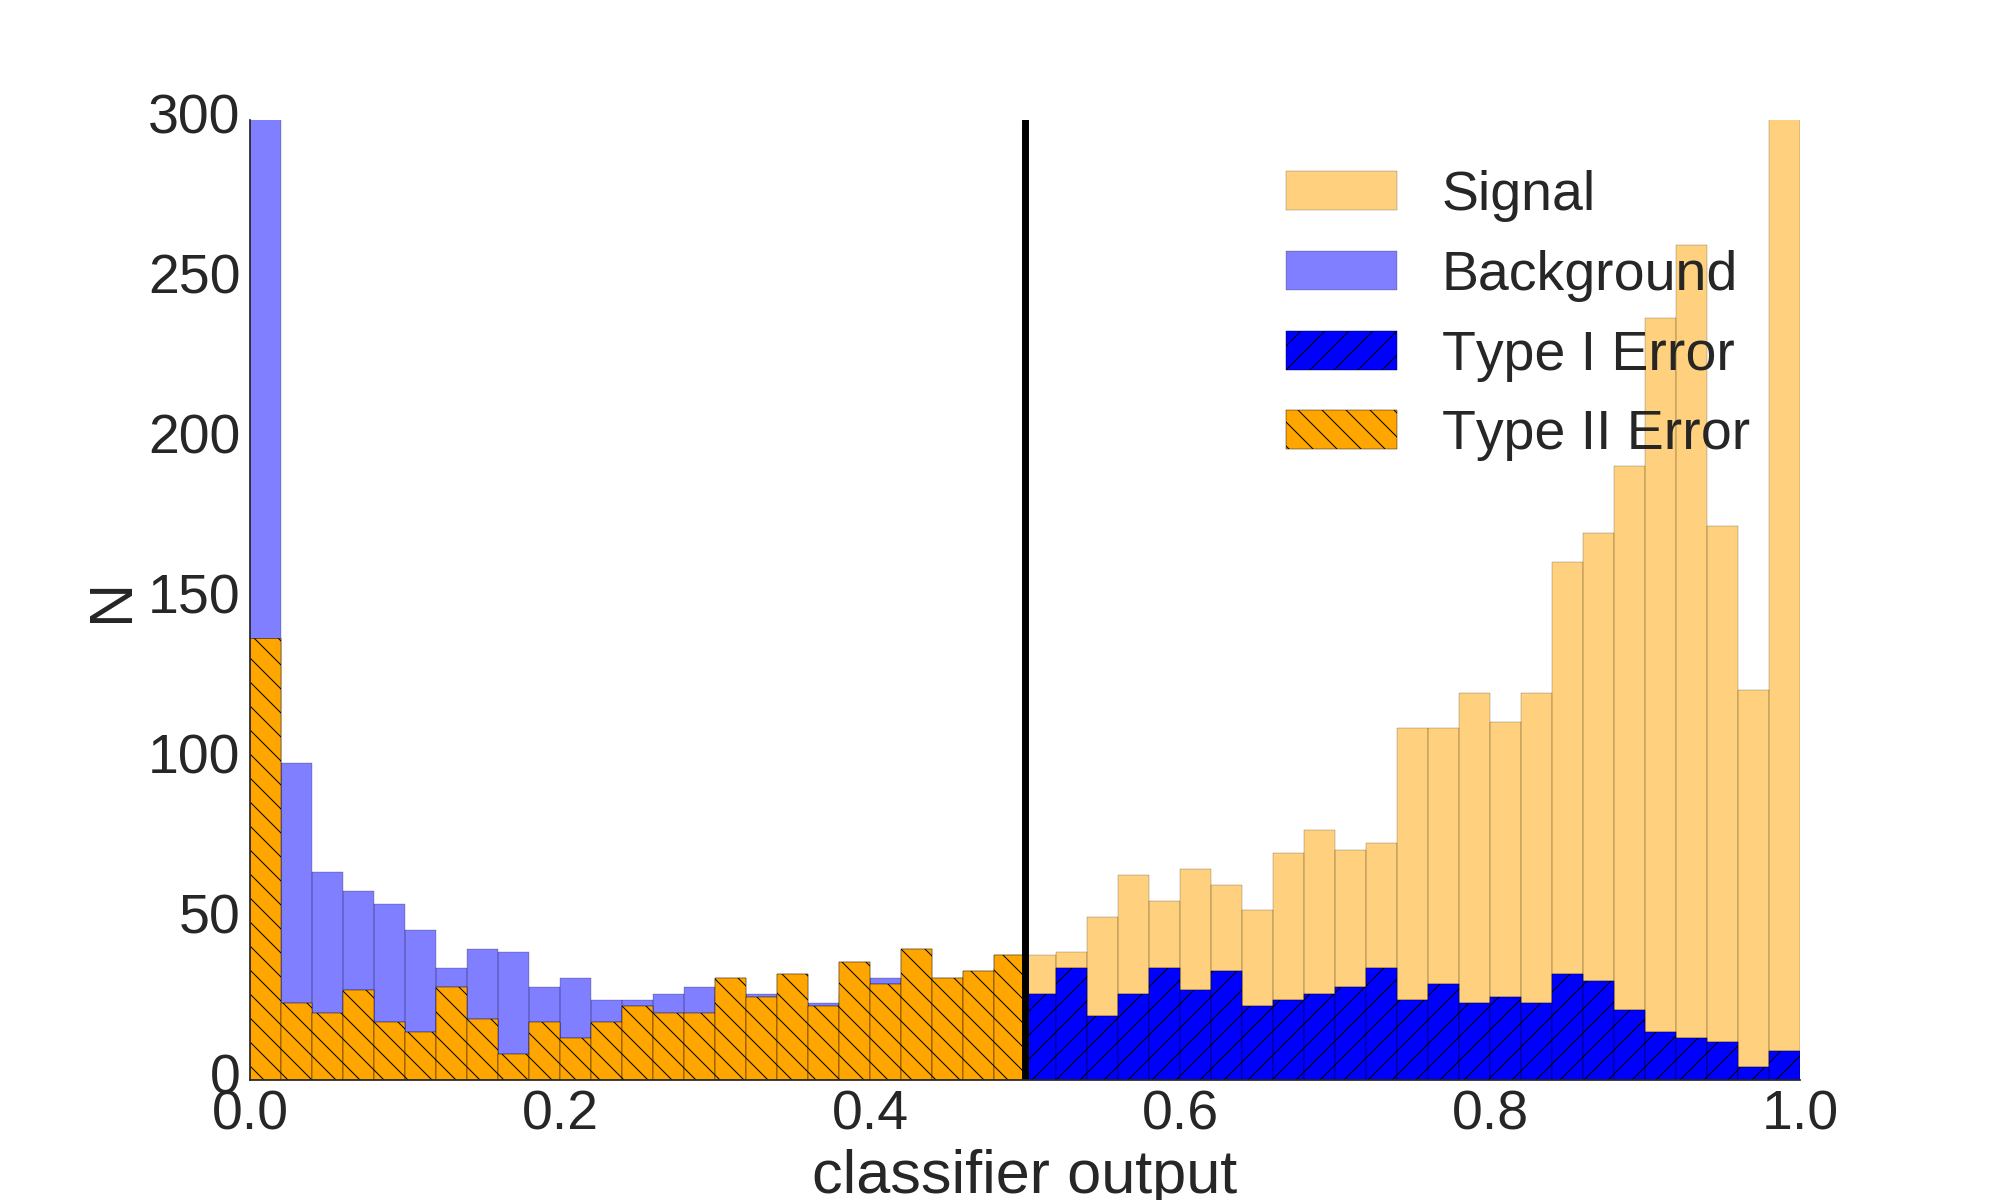 300
250
200
150
100
50
0
N
Signal
Background
Type I Error
Type II Error
0.0 0.2 0.4 0.6 0.8 1.0
classifier output